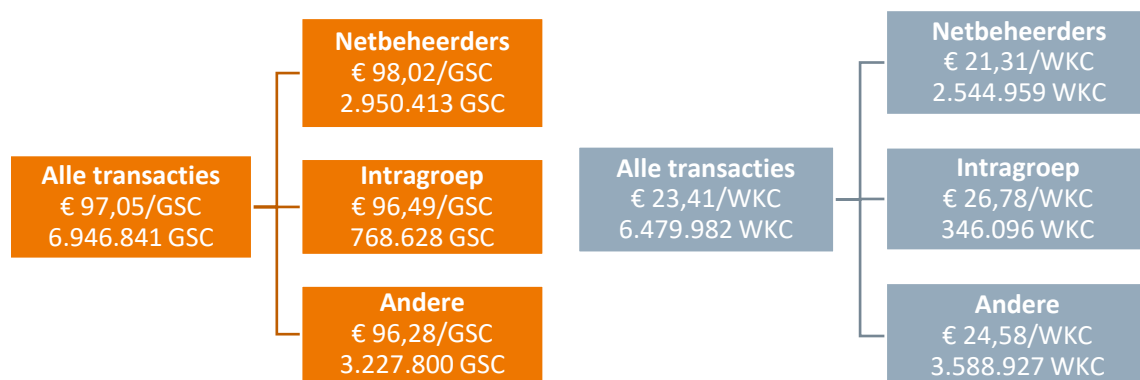 Netbeheerders
€ 98,02/GSC
2.950.413 GSC
Alle transacties
€ 97,05/GSC
6.946.841 GSC
Intragroep
€ 96,49/GSC
768.628 GSC
Andere
€ 96,28/GSC
3.227.800 GSC
Netbeheerders
€ 21,31/WKC
2.544.959 WKC
Alle transacties
€ 23,41/WKC
6.479.982 WKC
Intragroep
€ 26,78/WKC
346.096 WKC
Andere
€ 24,58/WKC
3.588.927 WKC